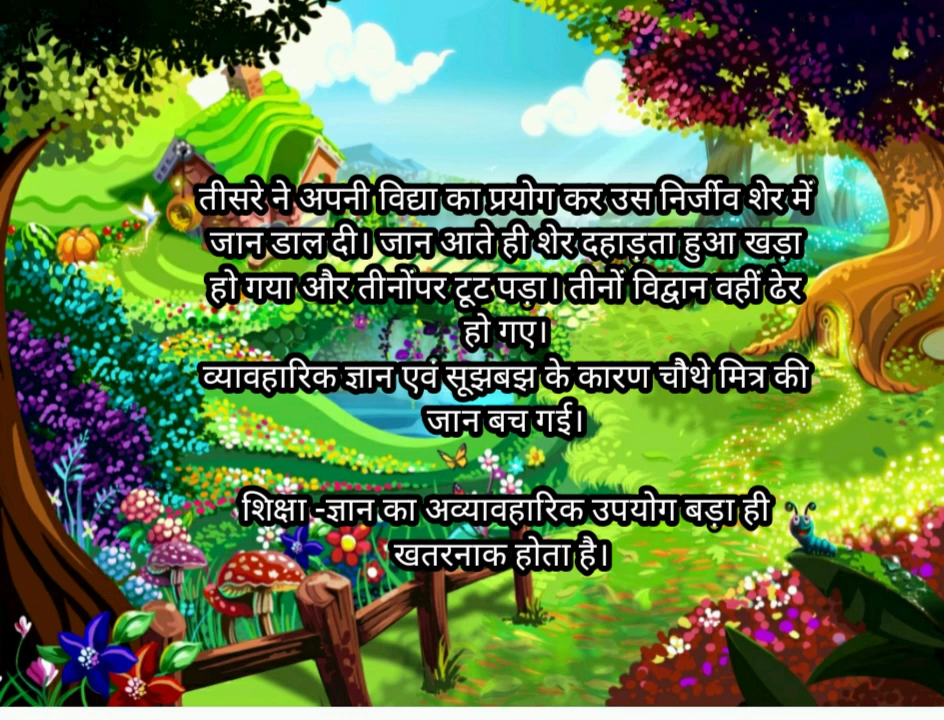 तीसरे ने अपनी विद्या का प्रयोग कर उस निर्जीव शेर में
जान डाल दी। जान आते ही शेर दहाड़ता हुआ खड़ा
हो गया और तीनोंपर टूट पड़ा। तीनों विद्वान वहीं ढेर
हो गए।
व्यावहारिक ज्ञान एवं सूझबझ के कारण चौथे मित्र की
जान बच गई।
शिक्षा -ज्ञान का अव्यावहारिक उपयोग बड़ा ही
खतरनाक होता है।